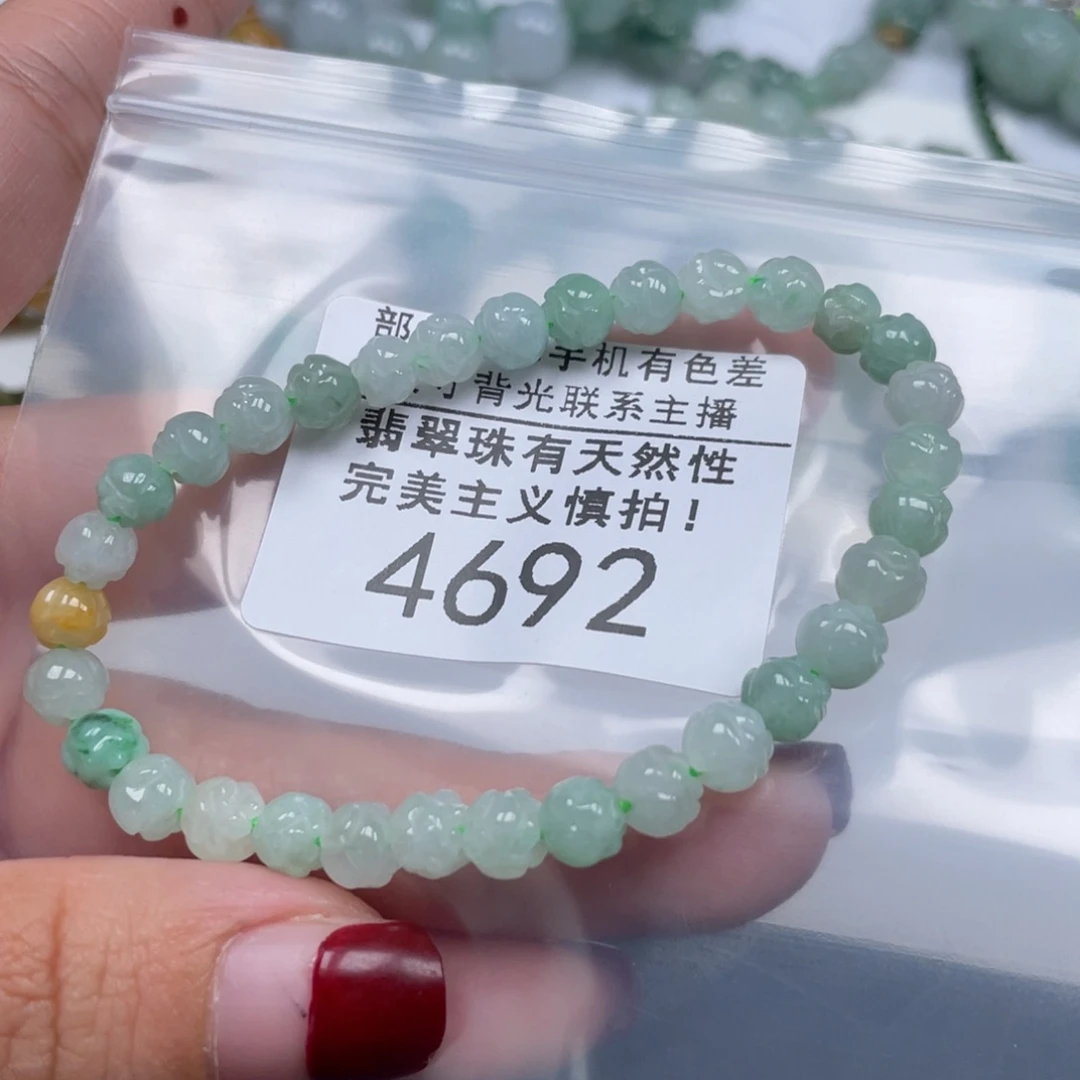 部 手机有色差
寸背光联系主播
翡翠珠有天然性
完美主义慎拍！
4692